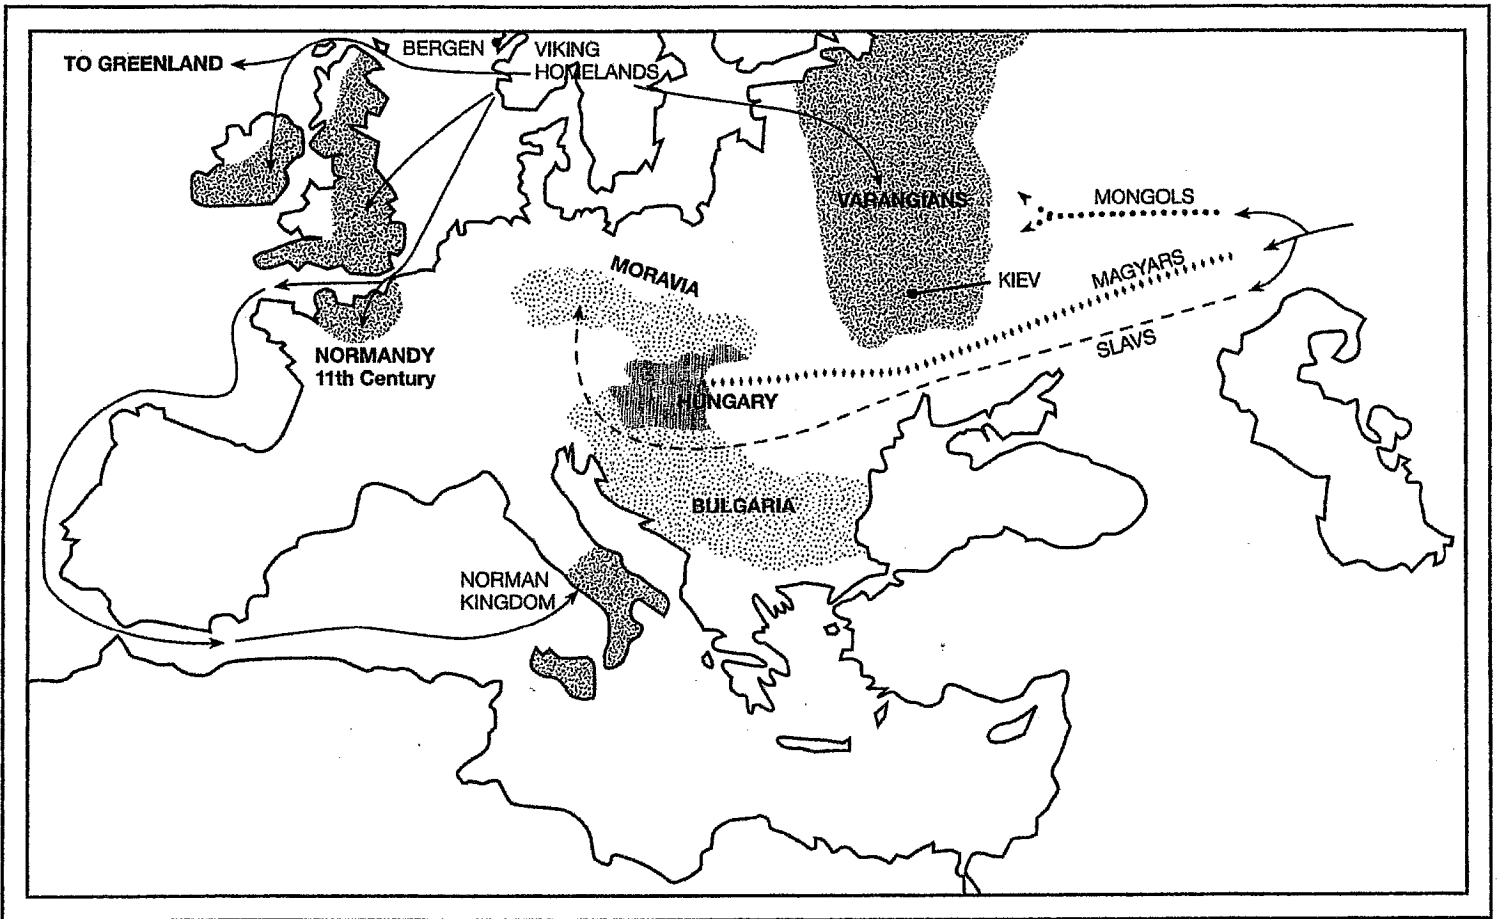 TO GREENLAND
BERGEN
VIKING
HOMELANDS
VARANGIANS
MONGOLS
MAGYARS
KIEV
SLAVS
MORAVIA
NORMANDY
11th Century
HUNGARY
BULGARIA
NORMAN
KINGDOM